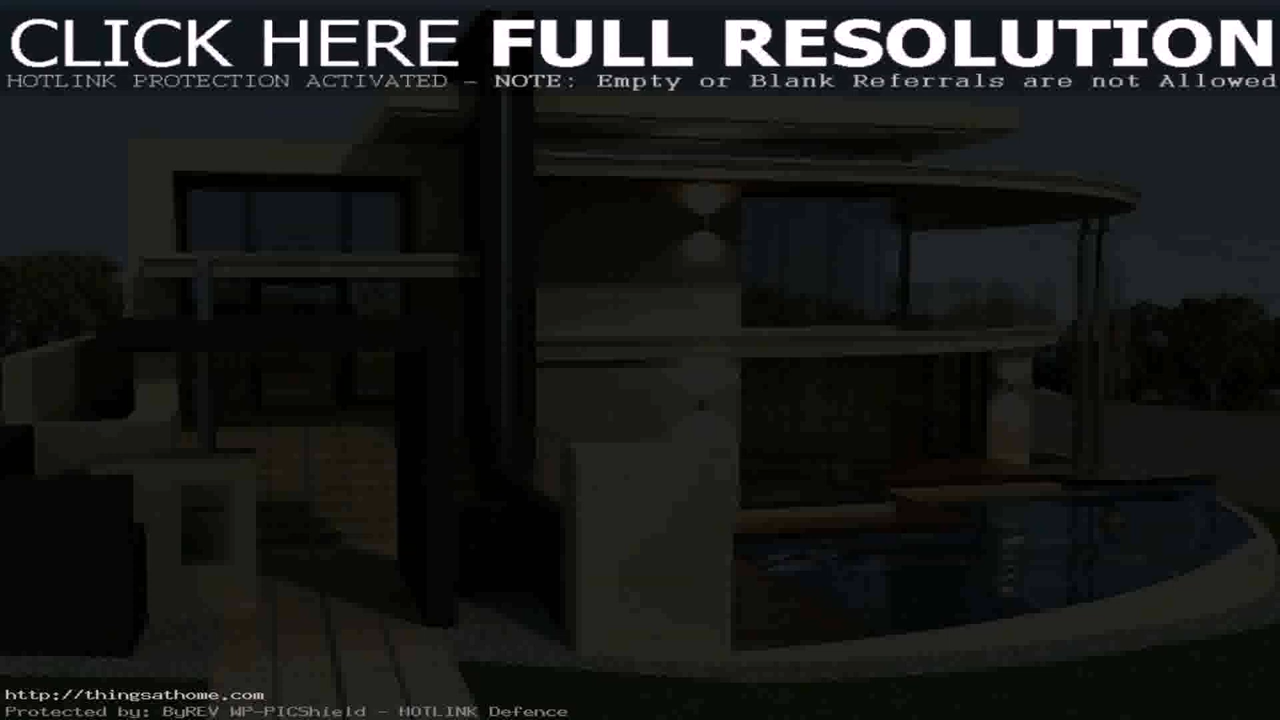 CLICK HERE FULL RESOLUTION
HOTLINK PROTECTION ACTIVATED - NOTE: Empty or Blank Referrals are not Allowed
http://thingsathome.com
Protected by: ByREV WP-PICShield - HOTLINK Defence